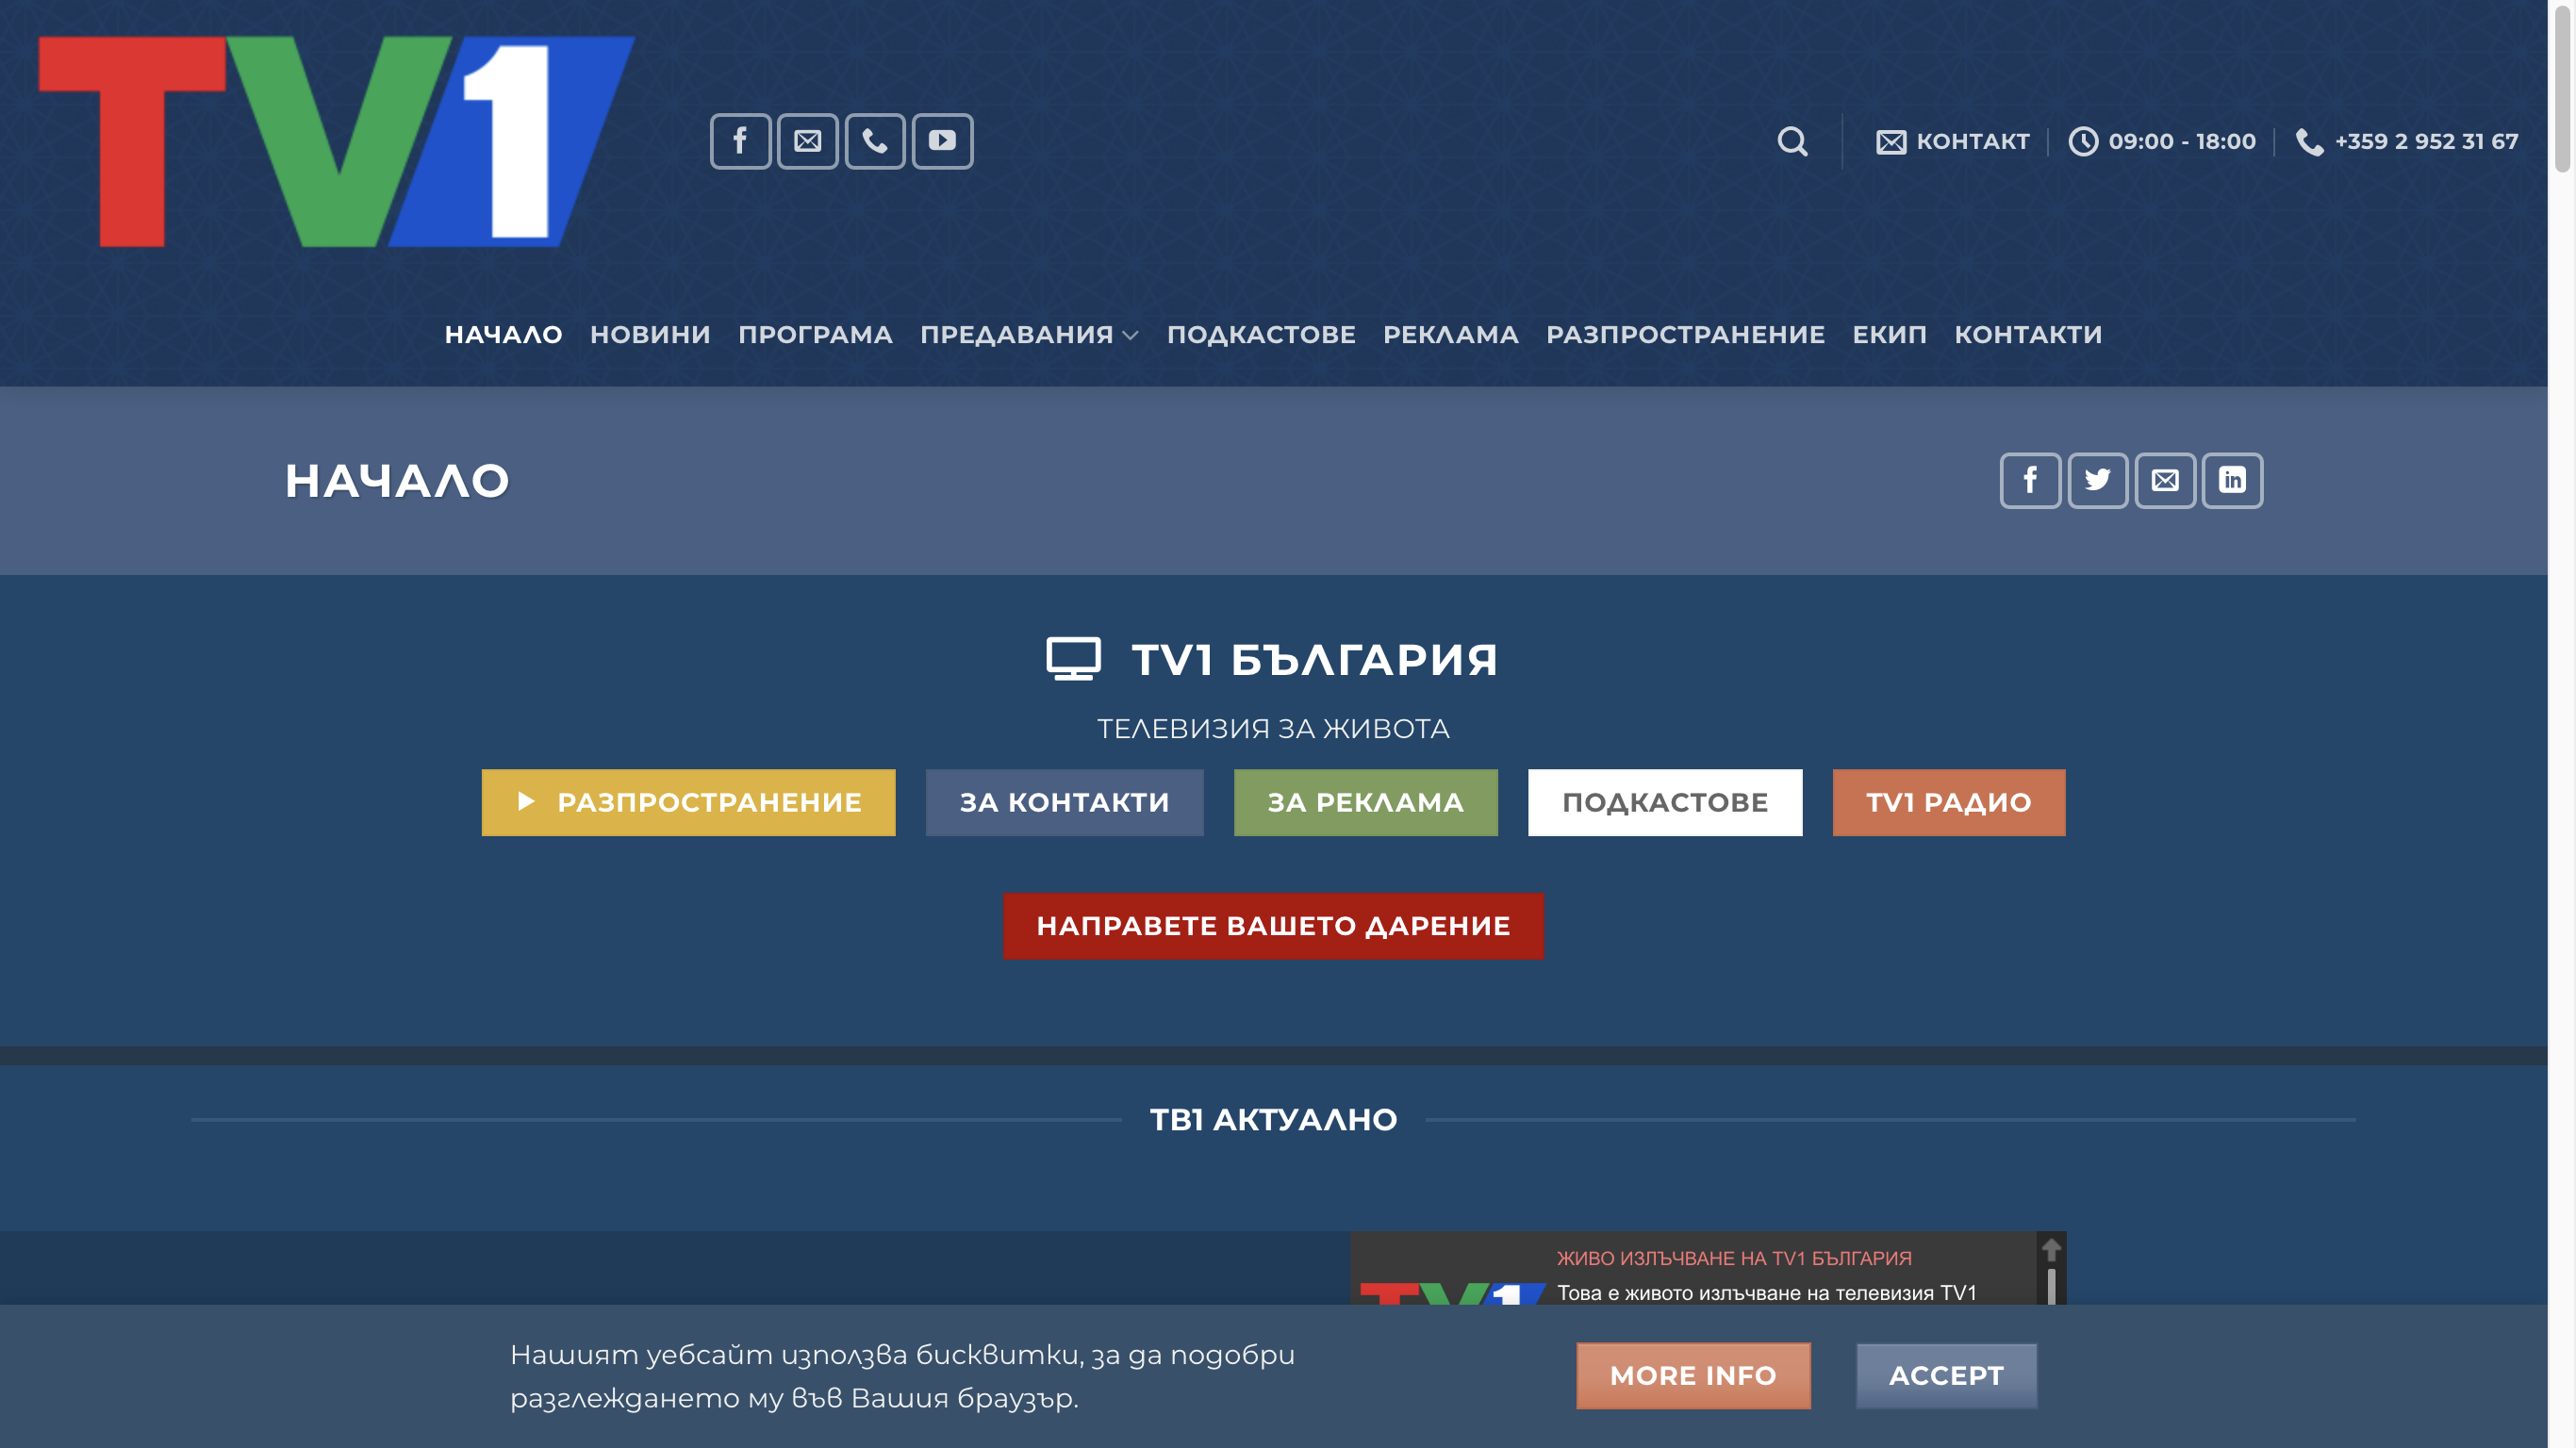 TV1
КОНТАКТ
09:00 - 18:00
+359 2 952 31 67
НАЧАЛО
НОВИНИ
ПРОГРАМА
ПРЕДАВАНИЯ
ПОДКАСТОВЕ
РЕКЛАМА
РАЗПРОСТРАНЕНИЕ
ЕКИП
КОНТАКТИ
НАЧАЛО
TV1 БЪЛГАРИЯ
ТЕЛЕВИЗИЯ ЗА ЖИВОТА
РАЗПРОСТРАНЕНИЕ
ЗА КОНТАКТИ
ЗА РЕКЛАМА
ПОДКАСТОВЕ
TV1 РАДИО
НАПРАВЕТЕ ВАШЕТО ДАРЕНИЕ
ТВ1 АКТУАЛНО
ЖИВО ИЗЛЪЧВАНЕ НА TV1 БЪЛГАРИЯ
Това е живото излъчване на телевизия TV1
Нашият уебсайт използва бисквитки, за да подобри
разглеждането му във Вашия браузър.
MORE INFO
ACCEPT